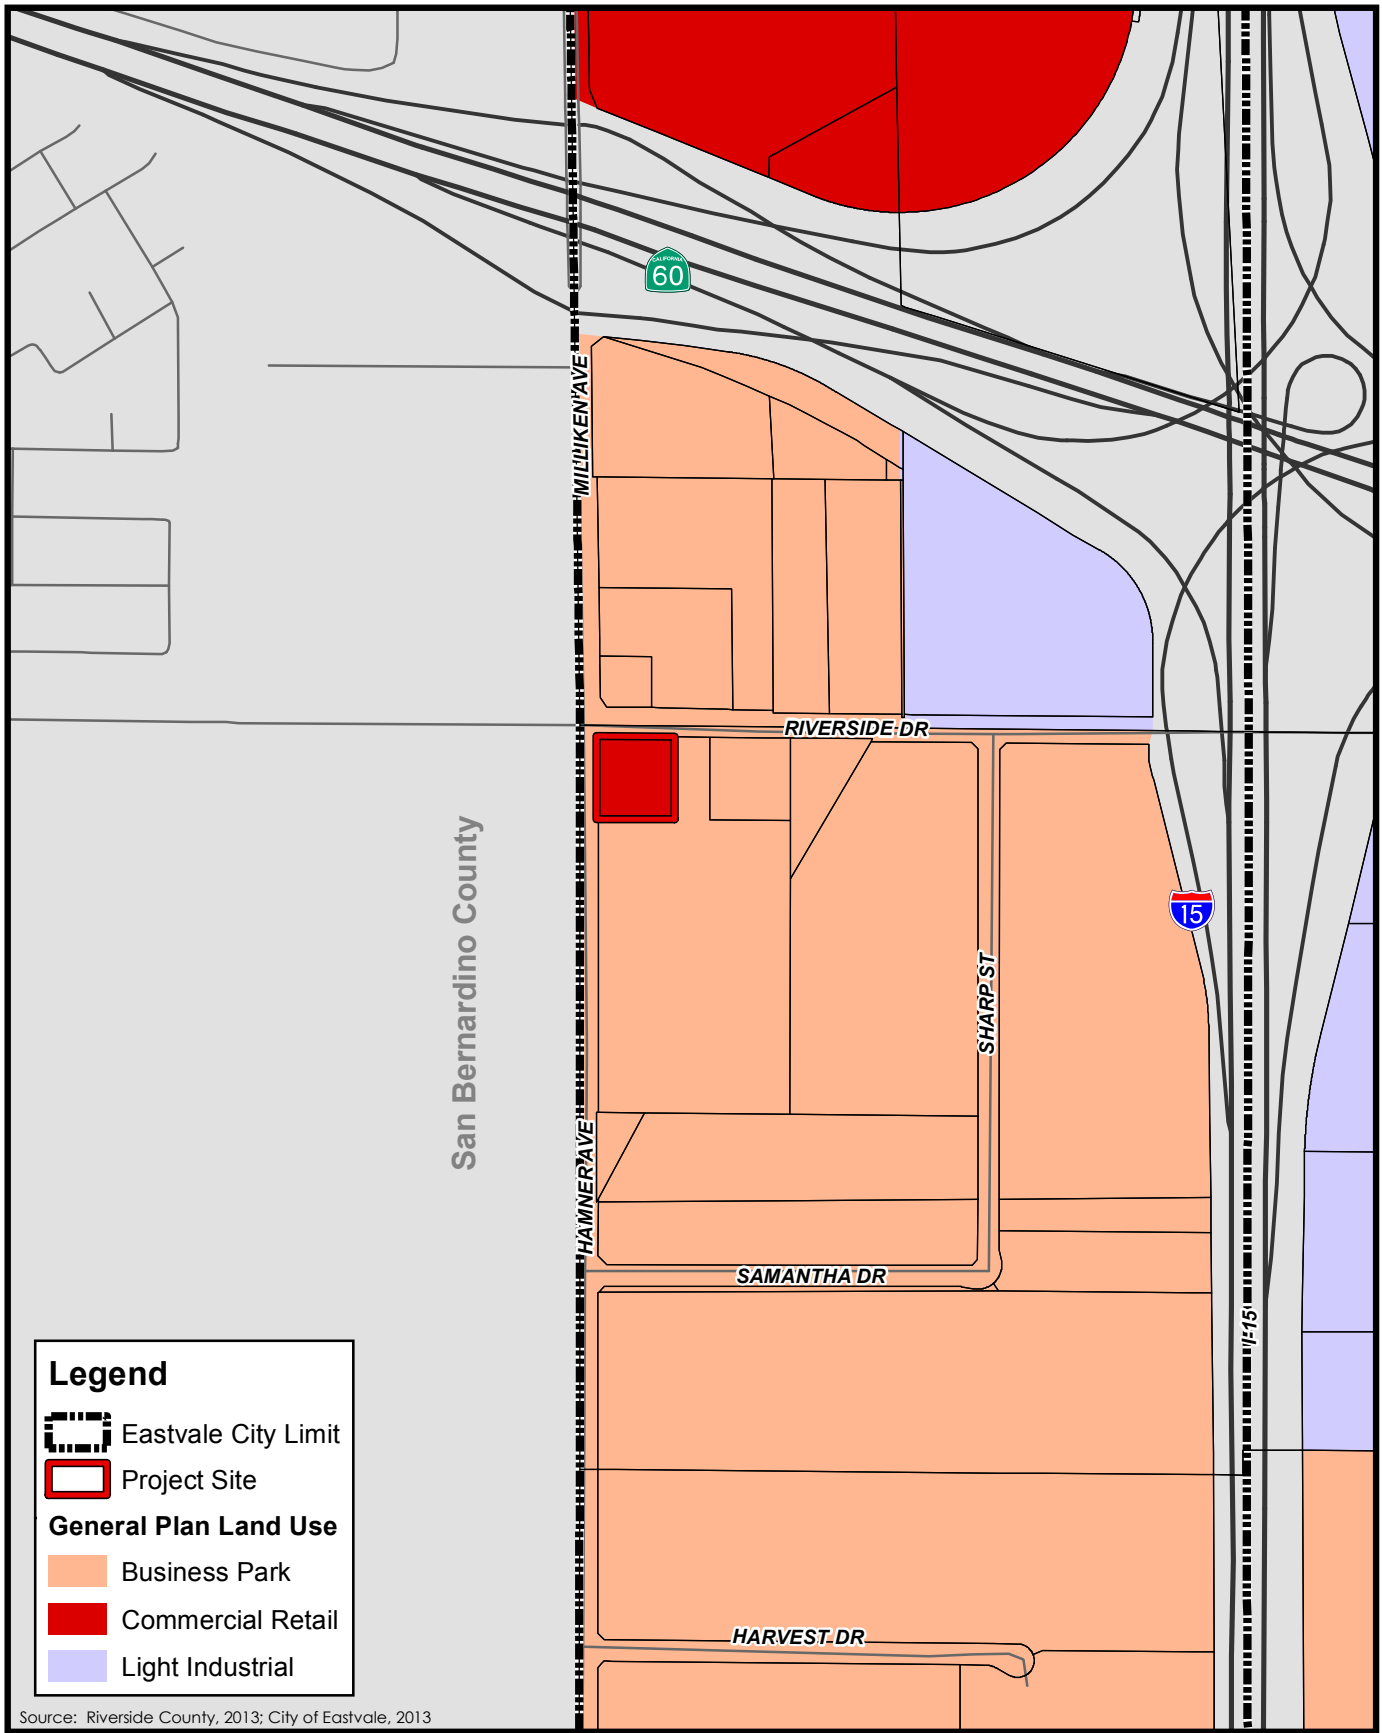 CALIFORNIA
60
MILLIKEN AVE
RIVERSIDE DR
San Bernardino County
15
SHARP ST
HAMNER AVE
SAMANTHA DR
I-15
HARVEST DR
Legend
Eastvale City Limit
Project Site
General Plan Land Use
Business Park
Commercial Retail
Light Industrial
Source: Riverside County, 2013; City of Eastvale, 2013